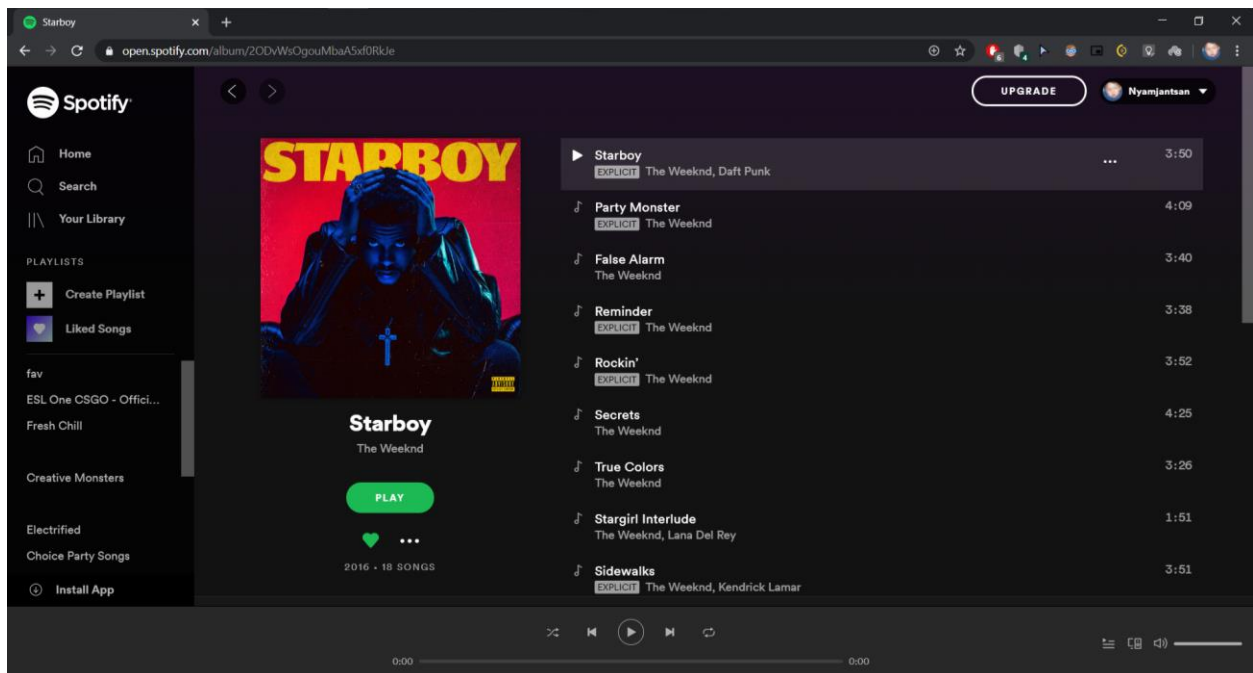 Starboy
open.spotify.com/album/2ODvWsOgouMbaA5xf0RkJe
6
4
Spotify
Home
Search
Your Library
PLAYLISTS
Create Playlist
Liked Songs
fav
ESL One CSGO - Offici...
Fresh Chill
Creative Monsters
Electrified
Choice Party Songs
Install App
UPGRADE
Nyamjantsan
STARBOY
Starboy
The Weeknd
PLAY
2016 • 18 SONGS
Starboy 3:50
EXPLICIT The Weeknd, Daft Punk
Party Monster 4:09
EXPLICIT The Weeknd
False Alarm 3:40
The Weeknd
Reminder 3:38
EXPLICIT The Weeknd
Rockin' 3:52
EXPLICIT The Weeknd
Secrets 4:25
The Weeknd
True Colors 3:26
The Weeknd
Stargirl Interlude 1:51
The Weeknd, Lana Del Rey
Sidewalks 3:51
EXPLICIT The Weeknd, Kendrick Lamar
0:00 0:00